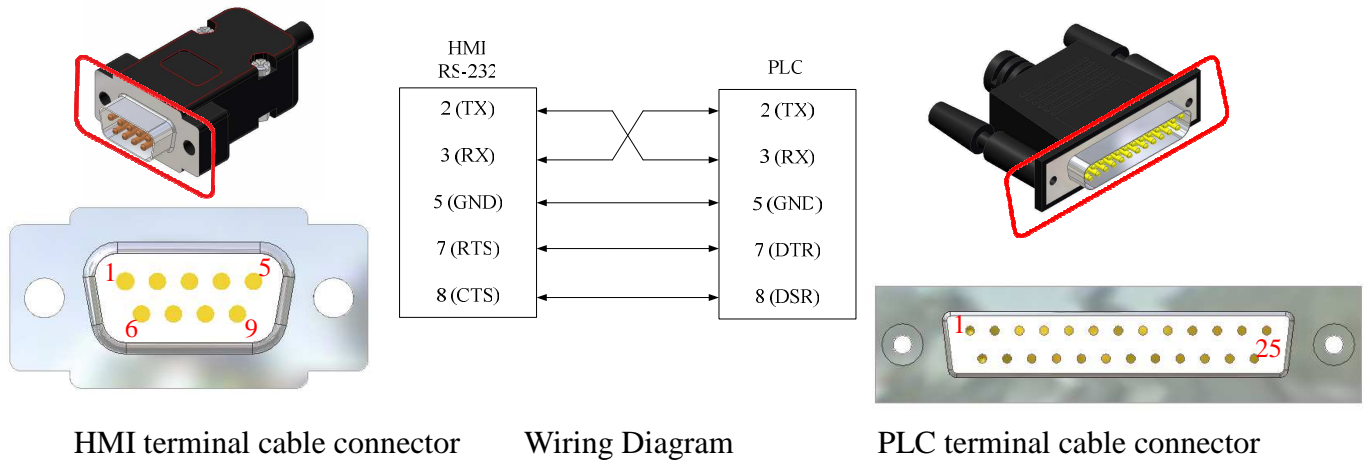 HMI
RS-232
2 (TX)
3 (RX)
5 (GND)
7 (RTS)
8 (CTS)
PLC
2 (TX)
3 (RX)
5 (GND)
7 (DTR)
8 (DSR)
1
5
6
9
1
25
HMI terminal cable connector
Wiring Diagram
PLC terminal cable connector